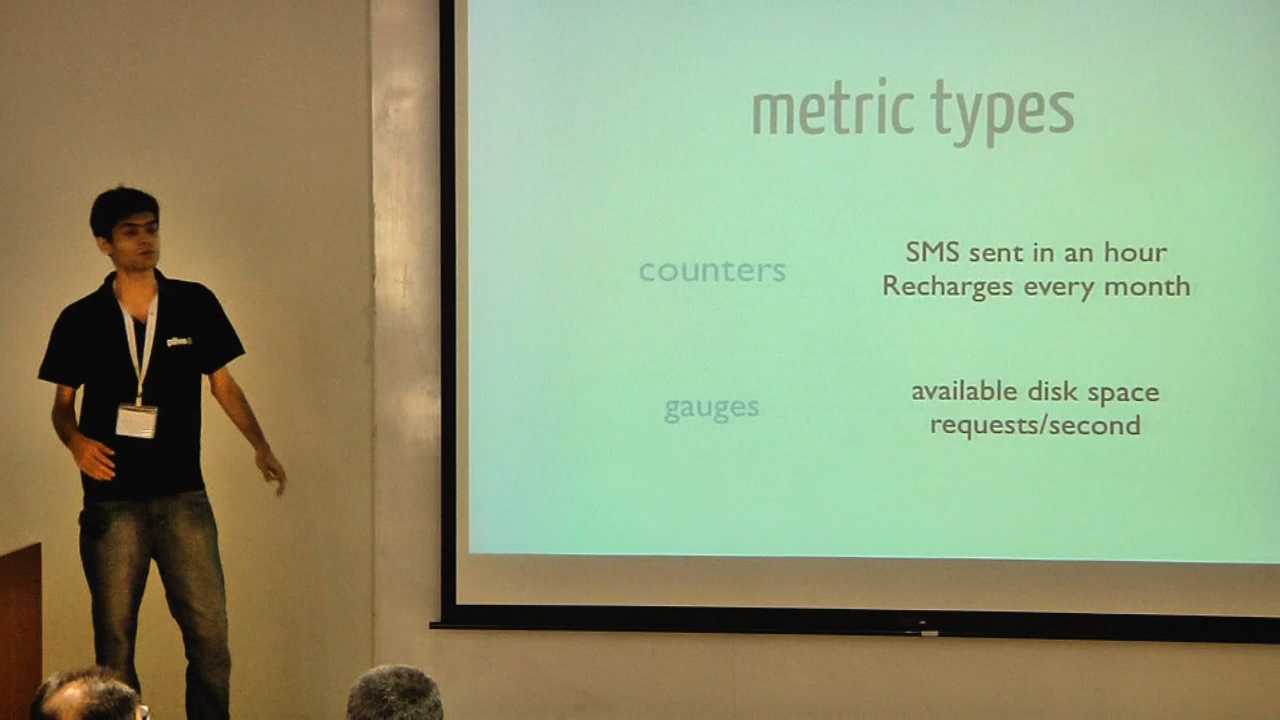 metric types
counters
SMS sent in an hour
Recharges every month
gauges
available disk space
requests/second